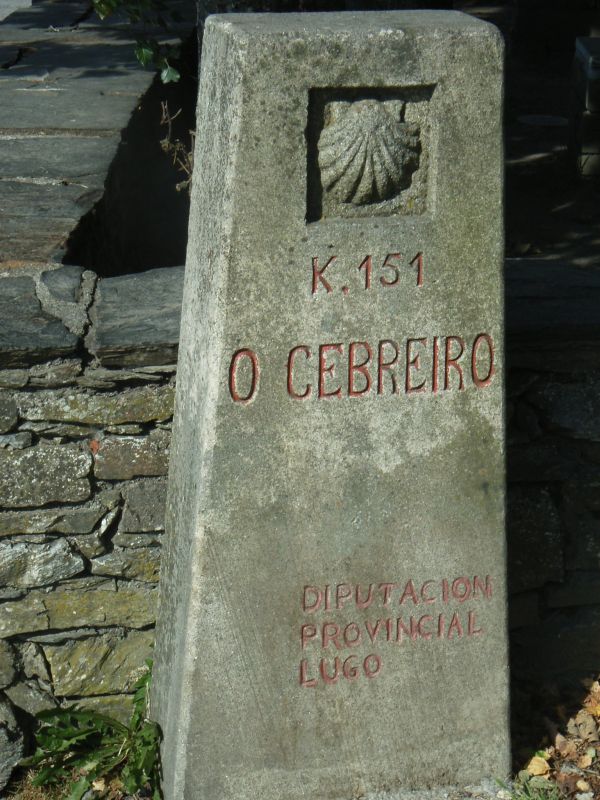 K.151
O CEBREIRO
DIPUTACION
PROVINCIAL
LUGO